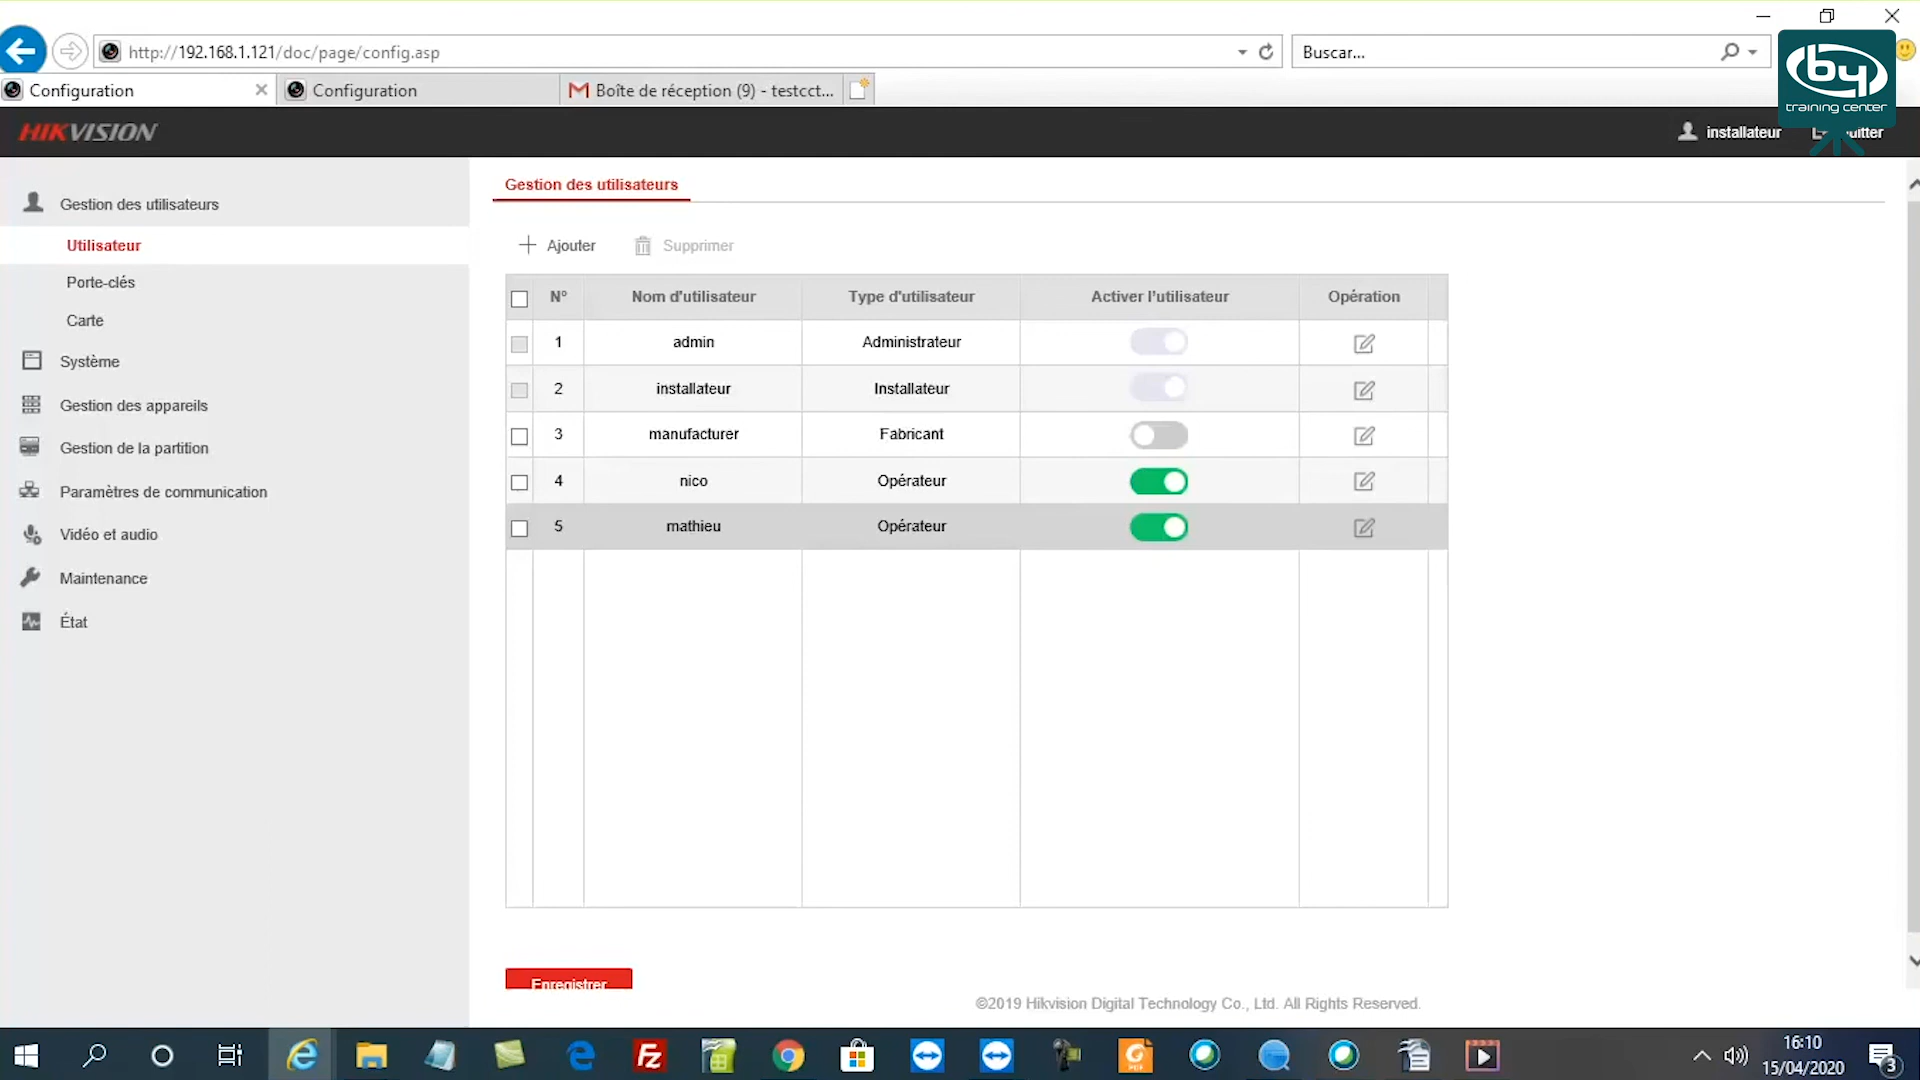 http://192.168.1.121/doc/page/config.asp
Buscar...
Configuration
Configuration
Boîte de réception (9) - testcct...
by
training center
HIKVISION
installateur
Gestion des utilisateurs
Utilisateur
Porte-clés
Carte
Système
Gestion des appareils
Gestion de la partition
Paramètres de communication
Vidéo et audio
Maintenance
État
Gestion des utilisateurs
Ajouter
Supprimer
N° Nom d'utilisateur Type d'utilisateur Activer l'utilisateur Opération
1 admin Administrateur
2 installateur Installateur
3 manufacturer Fabricant
4 nico Opérateur
5 mathieu Opérateur
Enregistrer
©2019 Hikvision Digital Technology Co., Ltd. All Rights Reserved.
16:10
15/04/2020
3